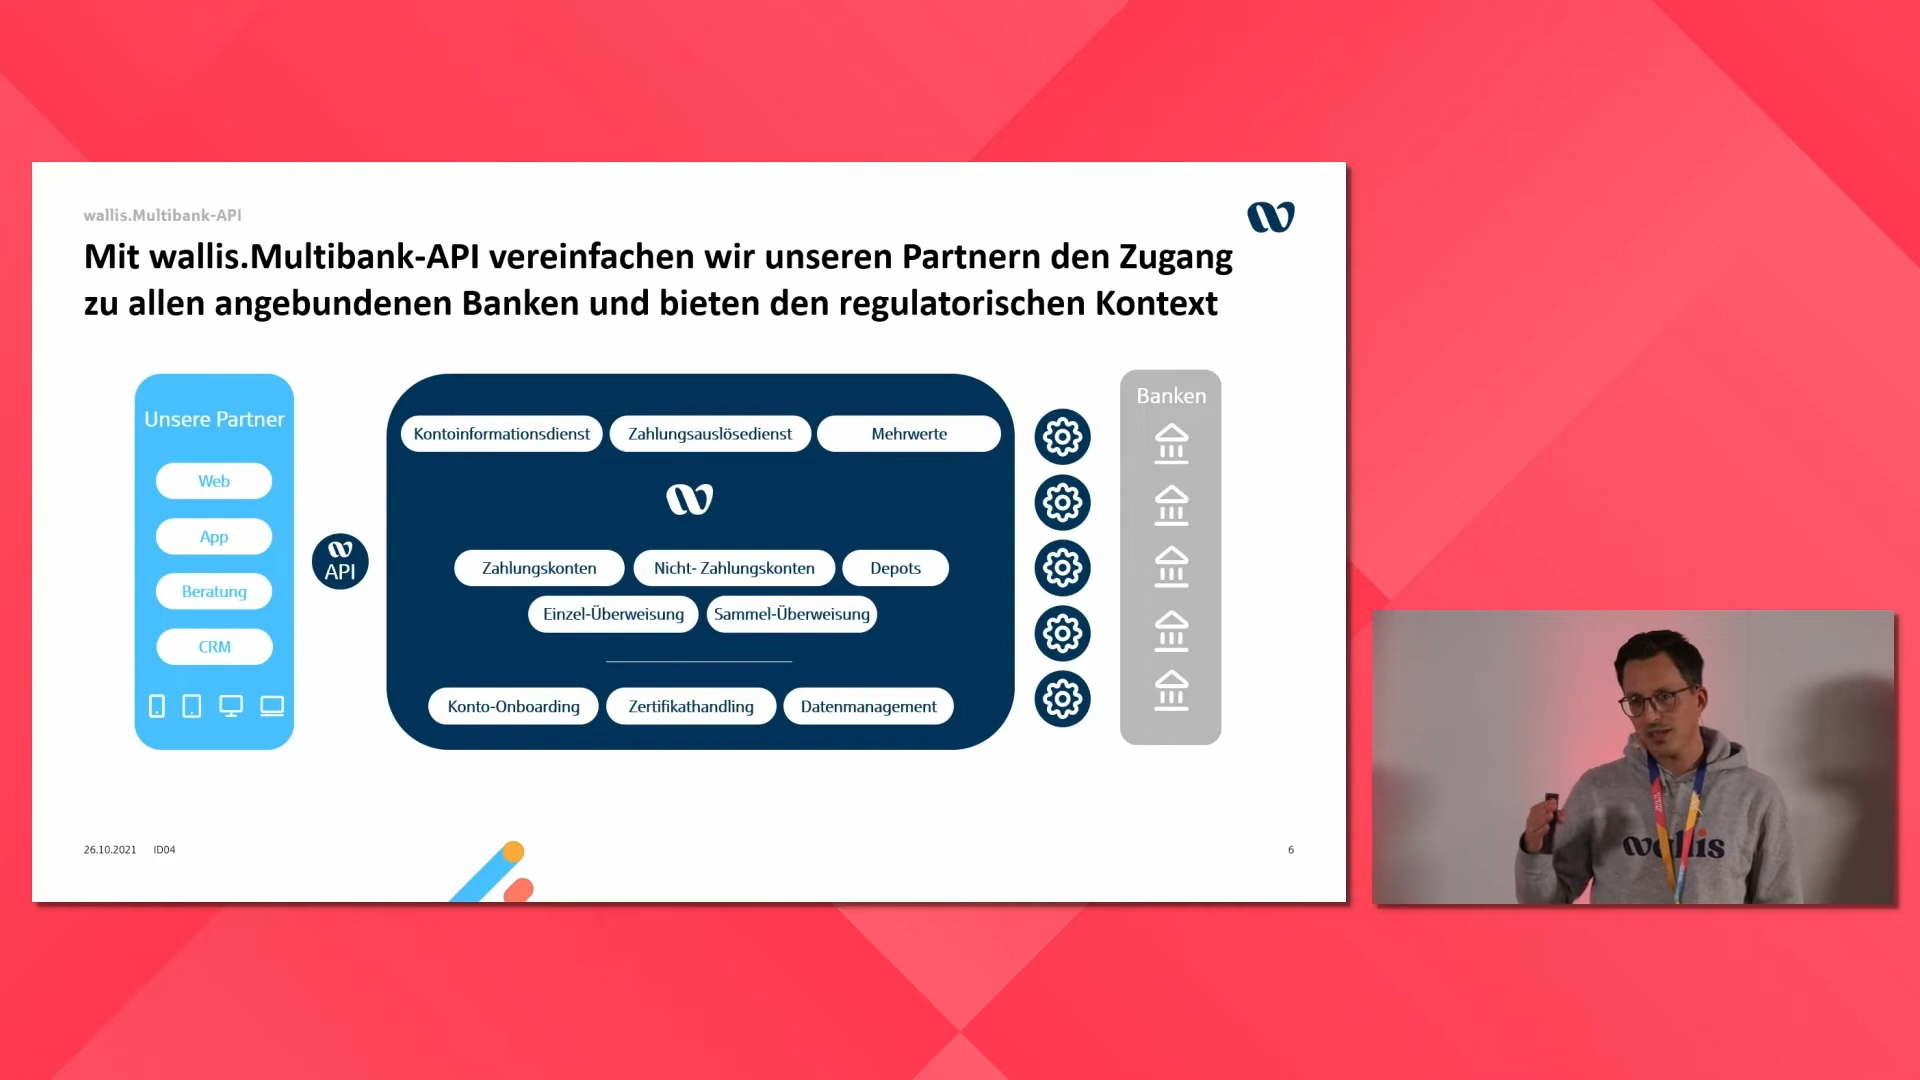 wallis.Multibank-API
Mit wallis.Multibank-API vereinfachen wir unseren Partnern den Zugang
zu allen angebundenen Banken und bieten den regulatorischen Kontext
Unsere Partner
Web
App
Beratung
CRM
API
Kontoinformationsdienst
Zahlungsauslösedienst
Mehrwerte
Zahlungskonten
Nicht- Zahlungskonten
Depots
Einzel-Überweisung
Sammel-Überweisung
Konto-Onboarding
Zertifikathandling
Datenmanagement
Banken
26.10.2021
ID04
6
wallis